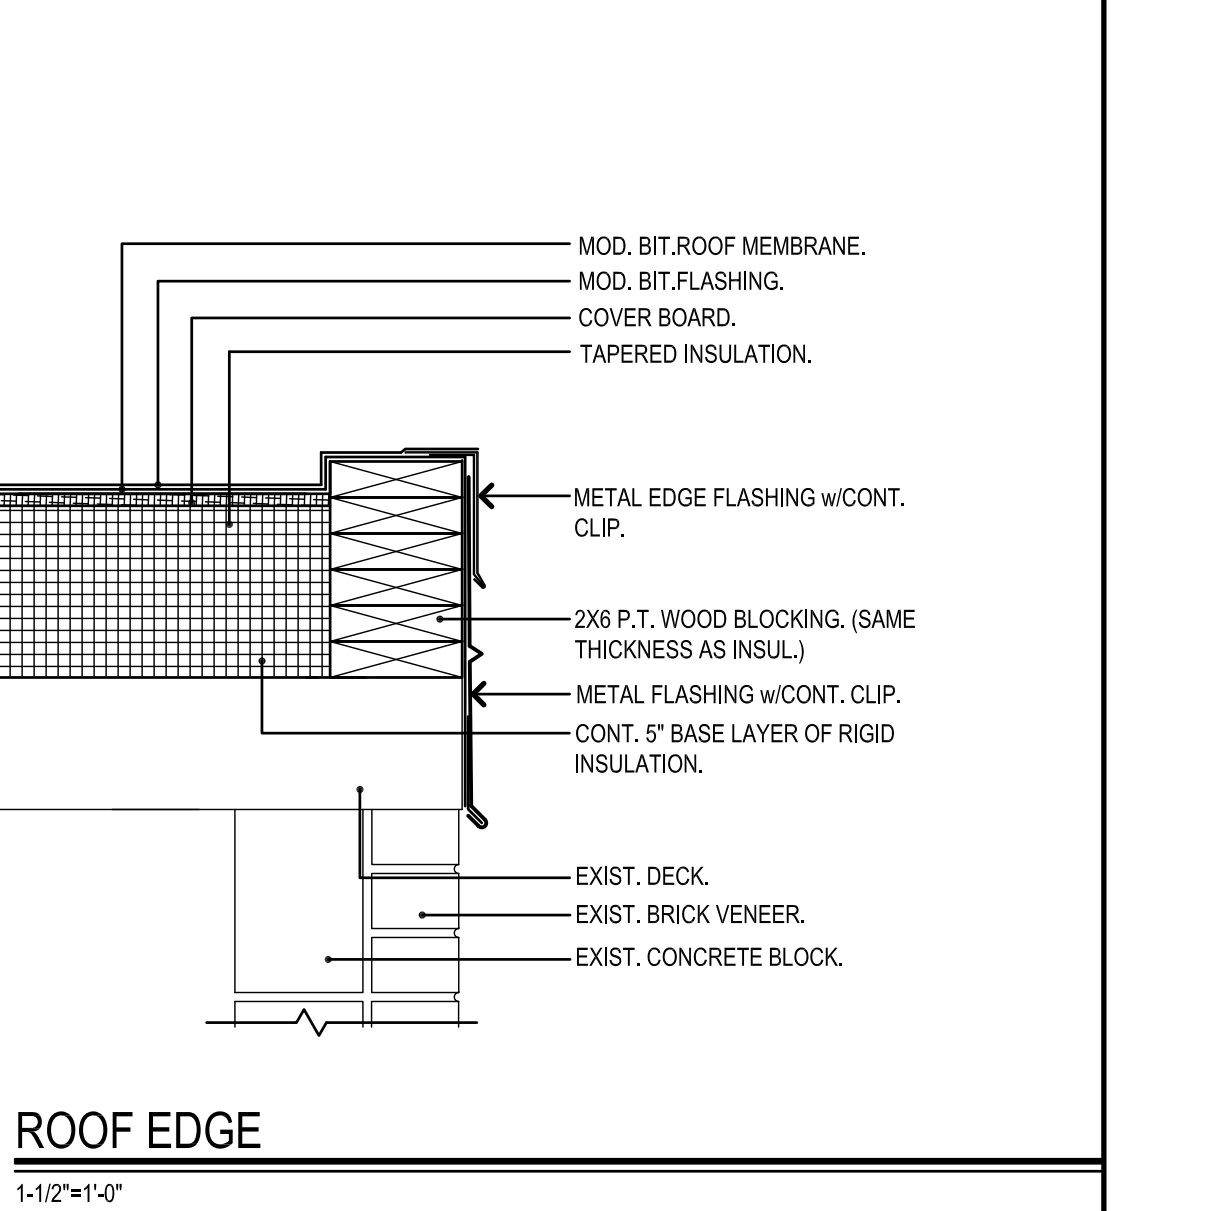 MOD. BIT.ROOF MEMBRANE.
MOD. BIT.FLASHING.
COVER BOARD.
TAPERED INSULATION.
METAL EDGE FLASHING w/CONT.
CLIP.
2X6 P.T. WOOD BLOCKING. (SAME
THICKNESS AS INSUL.)
METAL FLASHING w/CONT. CLIP.
CONT. 5" BASE LAYER OF RIGID
INSULATION.
EXIST. DECK.
EXIST. BRICK VENEER.
EXIST. CONCRETE BLOCK.
ROOF EDGE
1-1/2"=1'-0"